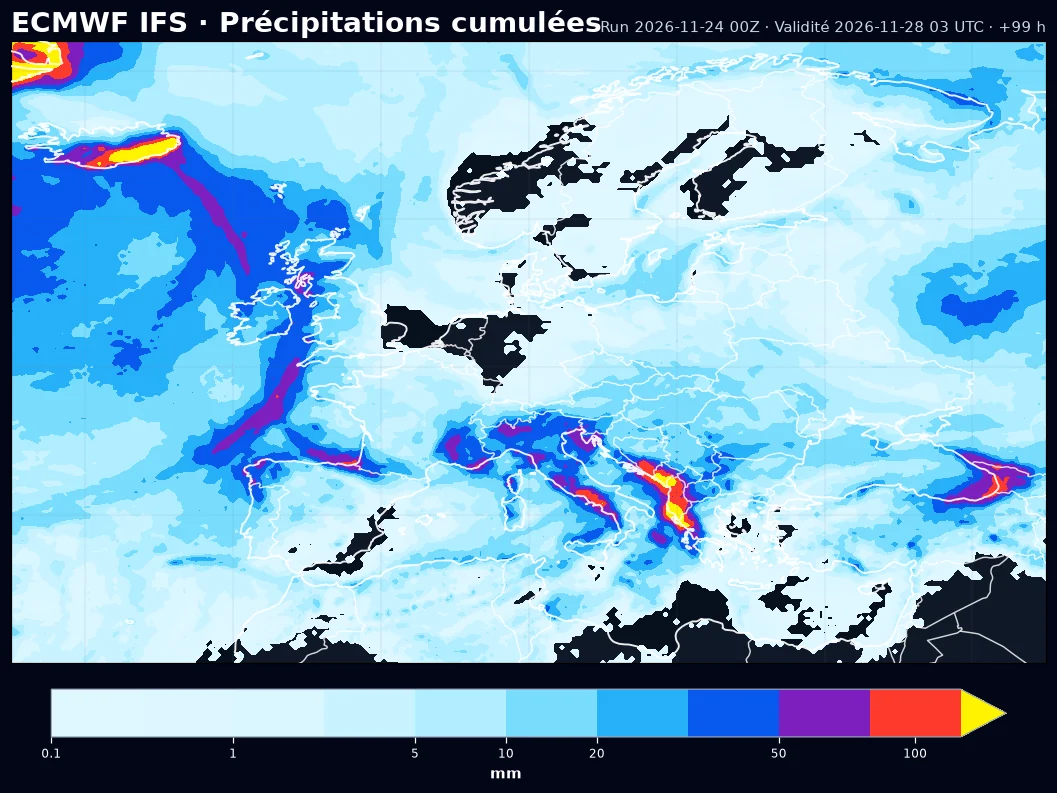 ECMWF IFS · Précipitations cumulées Run 2026-11-24 00Z · Validité 2026-11-28 03 UTC · +99 h
0.1 1 5 10 20 50 100
mm